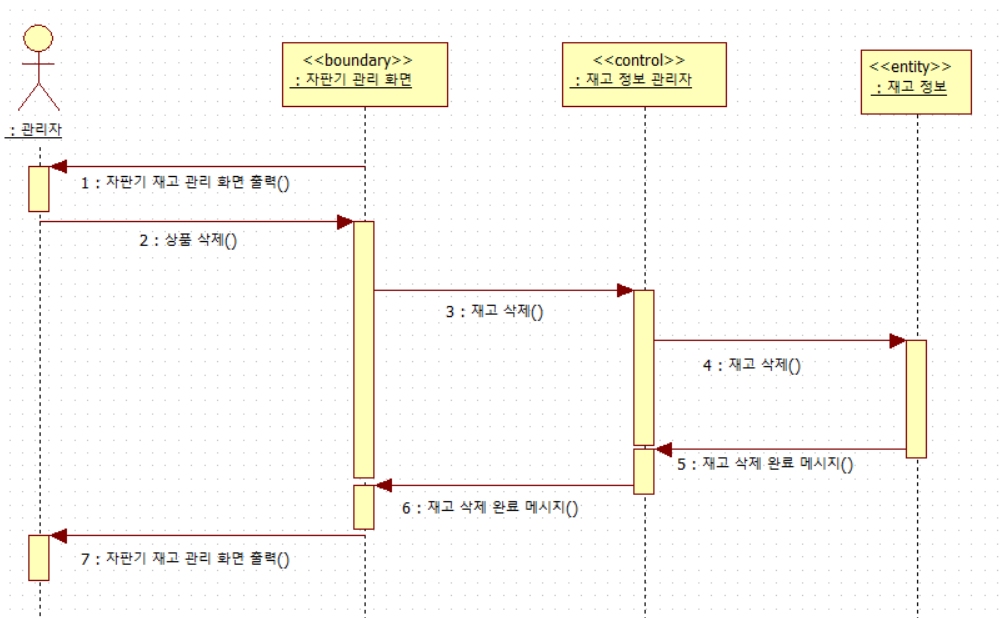 <<boundary>>
: 자판기 관리 화면
<<control>>
: 재고 정보 관리자
<<entity>>
: 재고 정보
: 관리자
1 : 자판기 재고 관리 화면 출력()
2 : 상품 삭제()
3 : 재고 삭제()
4 : 재고 삭제()
5 : 재고 삭제 완료 메시지()
6 : 재고 삭제 완료 메시지()
7 : 자판기 재고 관리 화면 출력()